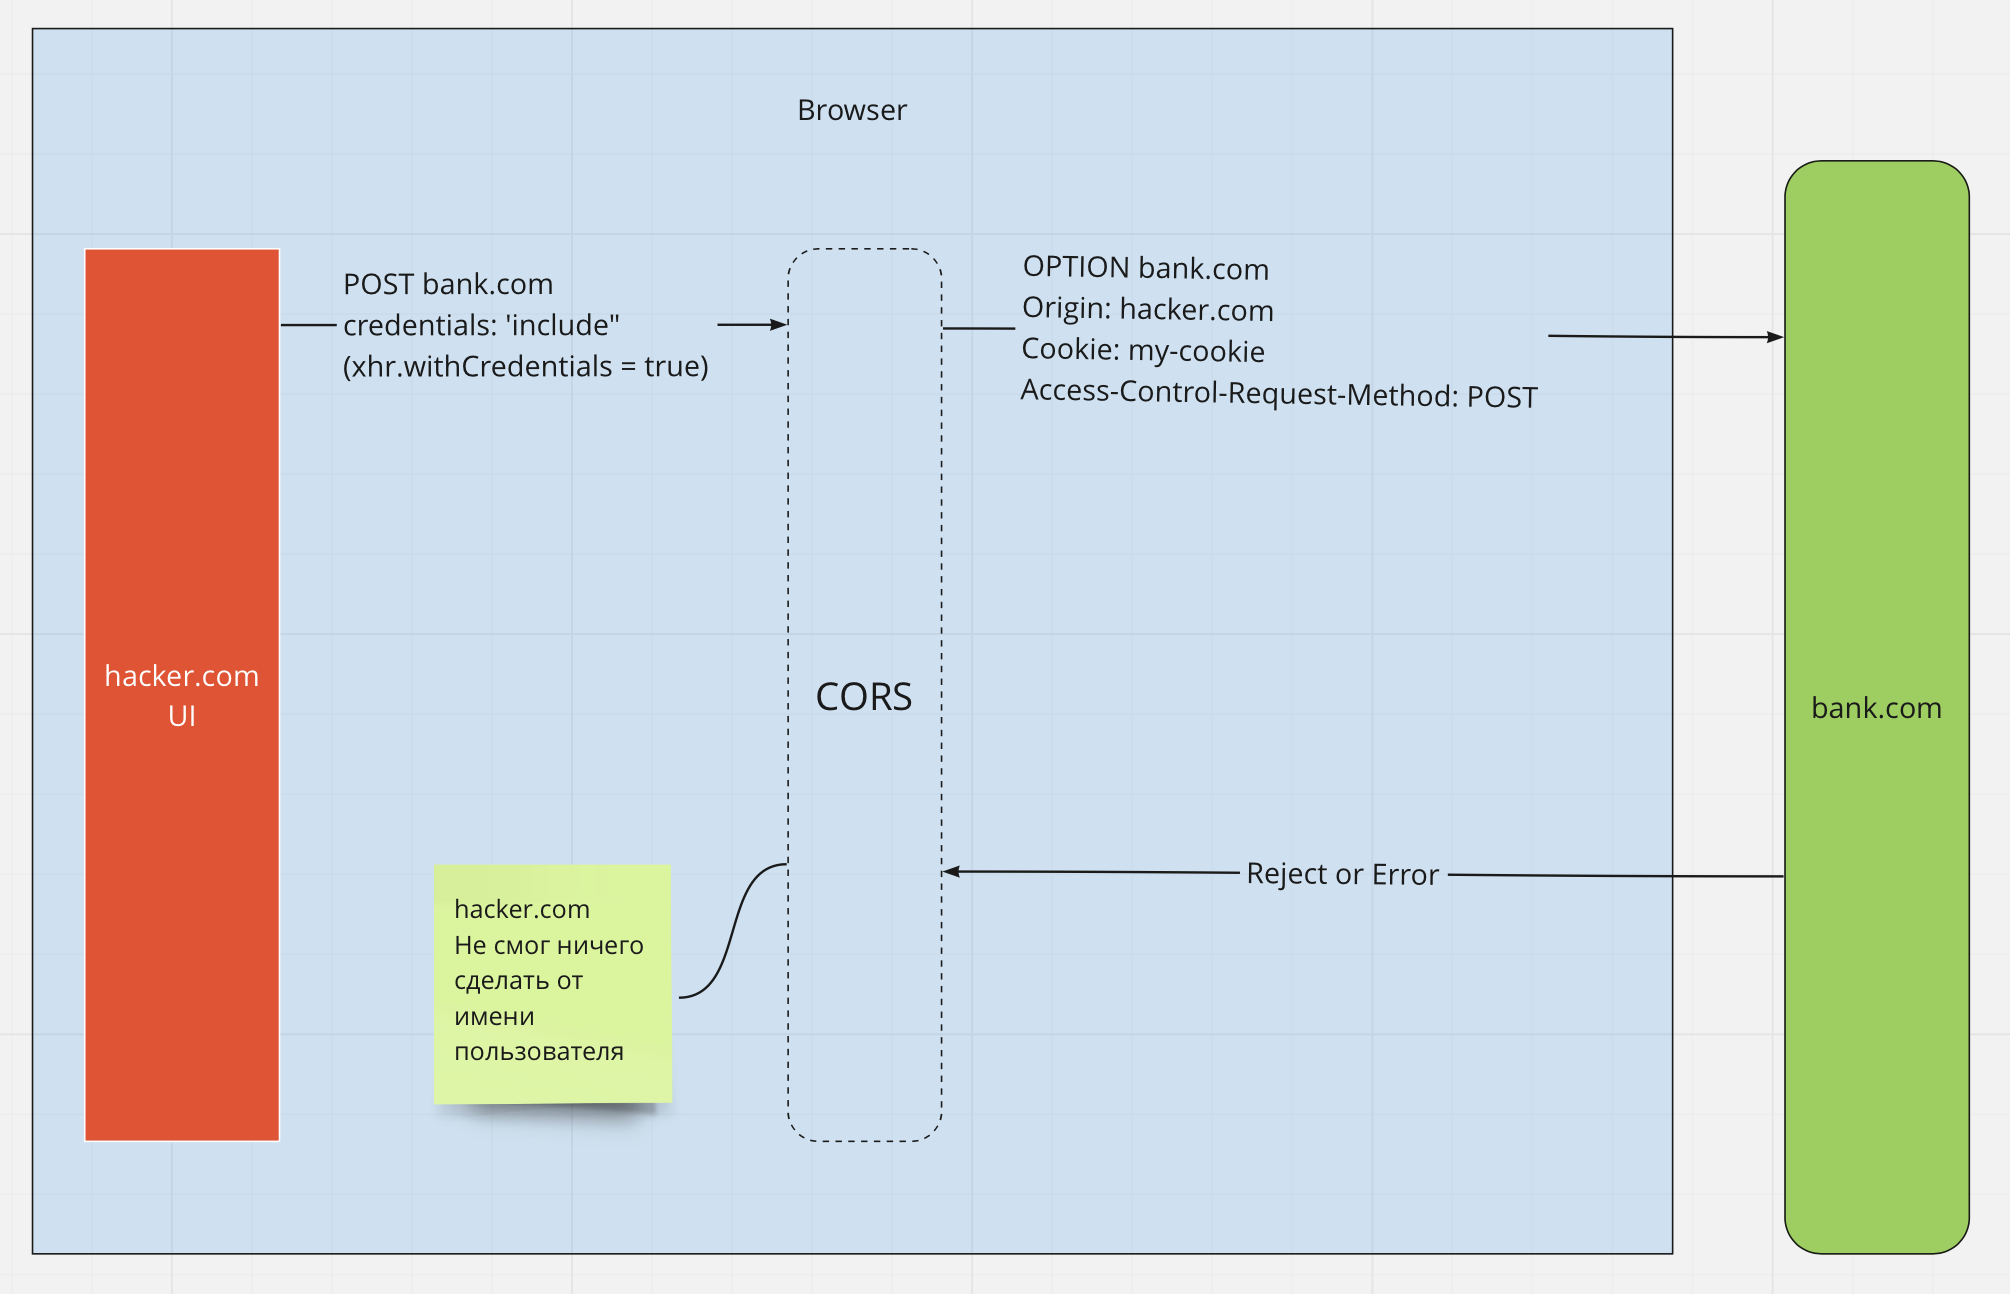 Browser
POST bank.com
credentials: 'include"
(xhr.withCredentials = true)
OPTION bank.com
Origin: hacker.com
Cookie: my-cookie
Access-Control-Request-Method: POST
hacker.com
UI
CORS
bank.com
Reject or Error
hacker.com
Не смог ничего
сделать от
имени
пользователя